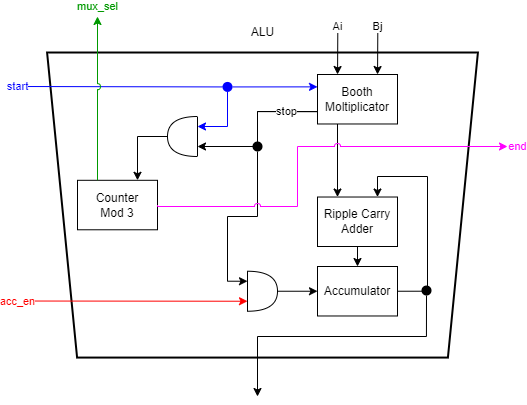 mux_sel
ALU
Ai
Bj
start
Booth
Moltiplicator
stop
end
Counter
Mod 3
Ripple Carry
Adder
Accumulator
acc_en